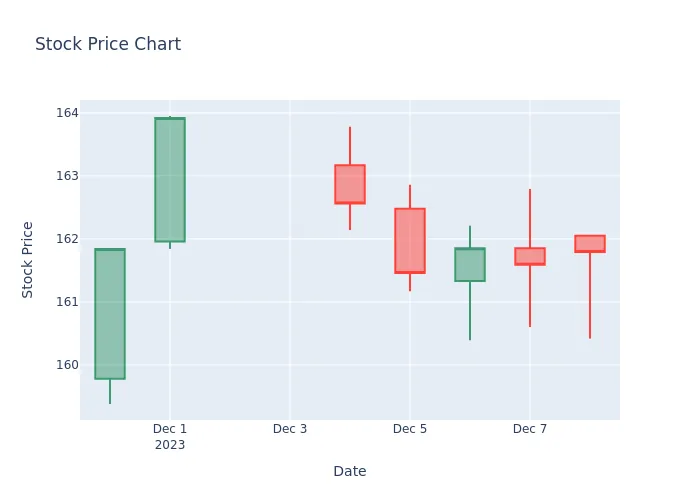 Stock Price Chart
Stock Price
164
163
162
161
160
Dec 1
2023
Dec 3
Dec 5
Dec 7
Date